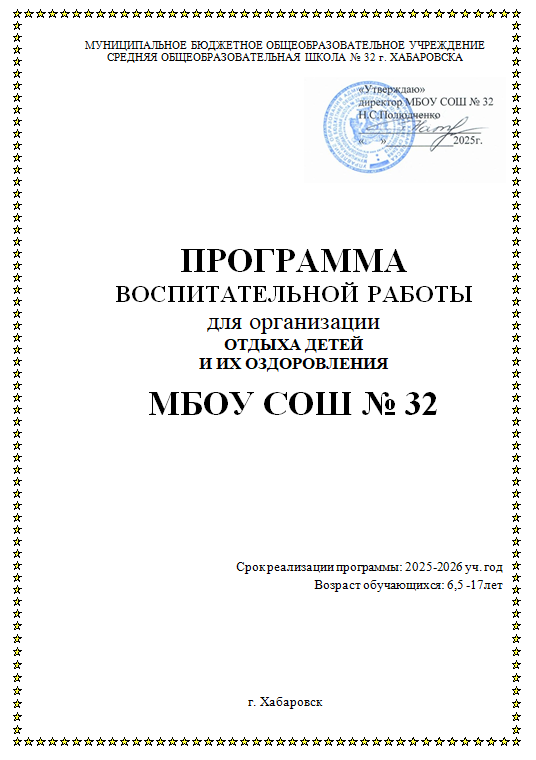 МУНИЦИПАЛЬНОЕ БЮДЖЕТНОЕ ОБЩЕОБРАЗОВАТЕЛЬНОЕ УЧРЕЖДЕНИЕ
СРЕДНЯЯ ОБЩЕОБРАЗОВАТЕЛЬНАЯ ШКОЛА № 32 г. ХАБАРОВСКА
«Утверждаю»
директор МБОУ СОШ № 32
Н.С.Полюдченко
«     »____________2025г.
ПРОГРАММА
ВОСПИТАТЕЛЬНОЙ РАБОТЫ
для организации
ОТДЫХА ДЕТЕЙ
И ИХ ОЗДОРОВЛЕНИЯ
МБОУ СОШ № 32
Срок реализации программы: 2025-2026 уч. год
Возраст обучающихся: 6,5 -17лет
г. Хабаровск